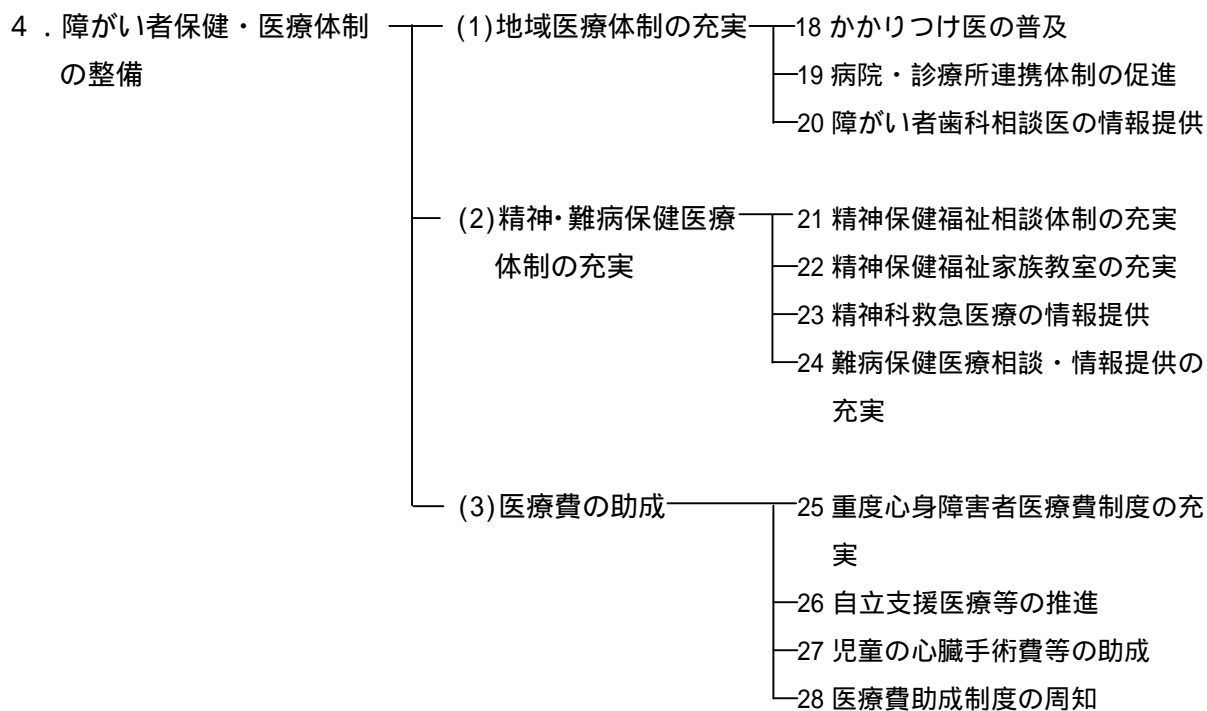 4．障がい者保健・医療体制の整備
(1)地域医療体制の充実
18 かかりつけ医の普及
19 病院・診療所連携体制の促進
20 障がい者歯科相談医の情報提供
(2)精神・難病保健医療
体制の充実
21 精神保健福祉相談体制の充実
22 精神保健福祉家族教室の充実
23 精神科救急医療の情報提供
24 難病保健医療相談・情報提供の
充実
(3)医療費の助成
25 重度心身障害者医療費制度の充
実
26 自立支援医療等の推進
27 児童の心臓手術費等の助成
28 医療費助成制度の周知